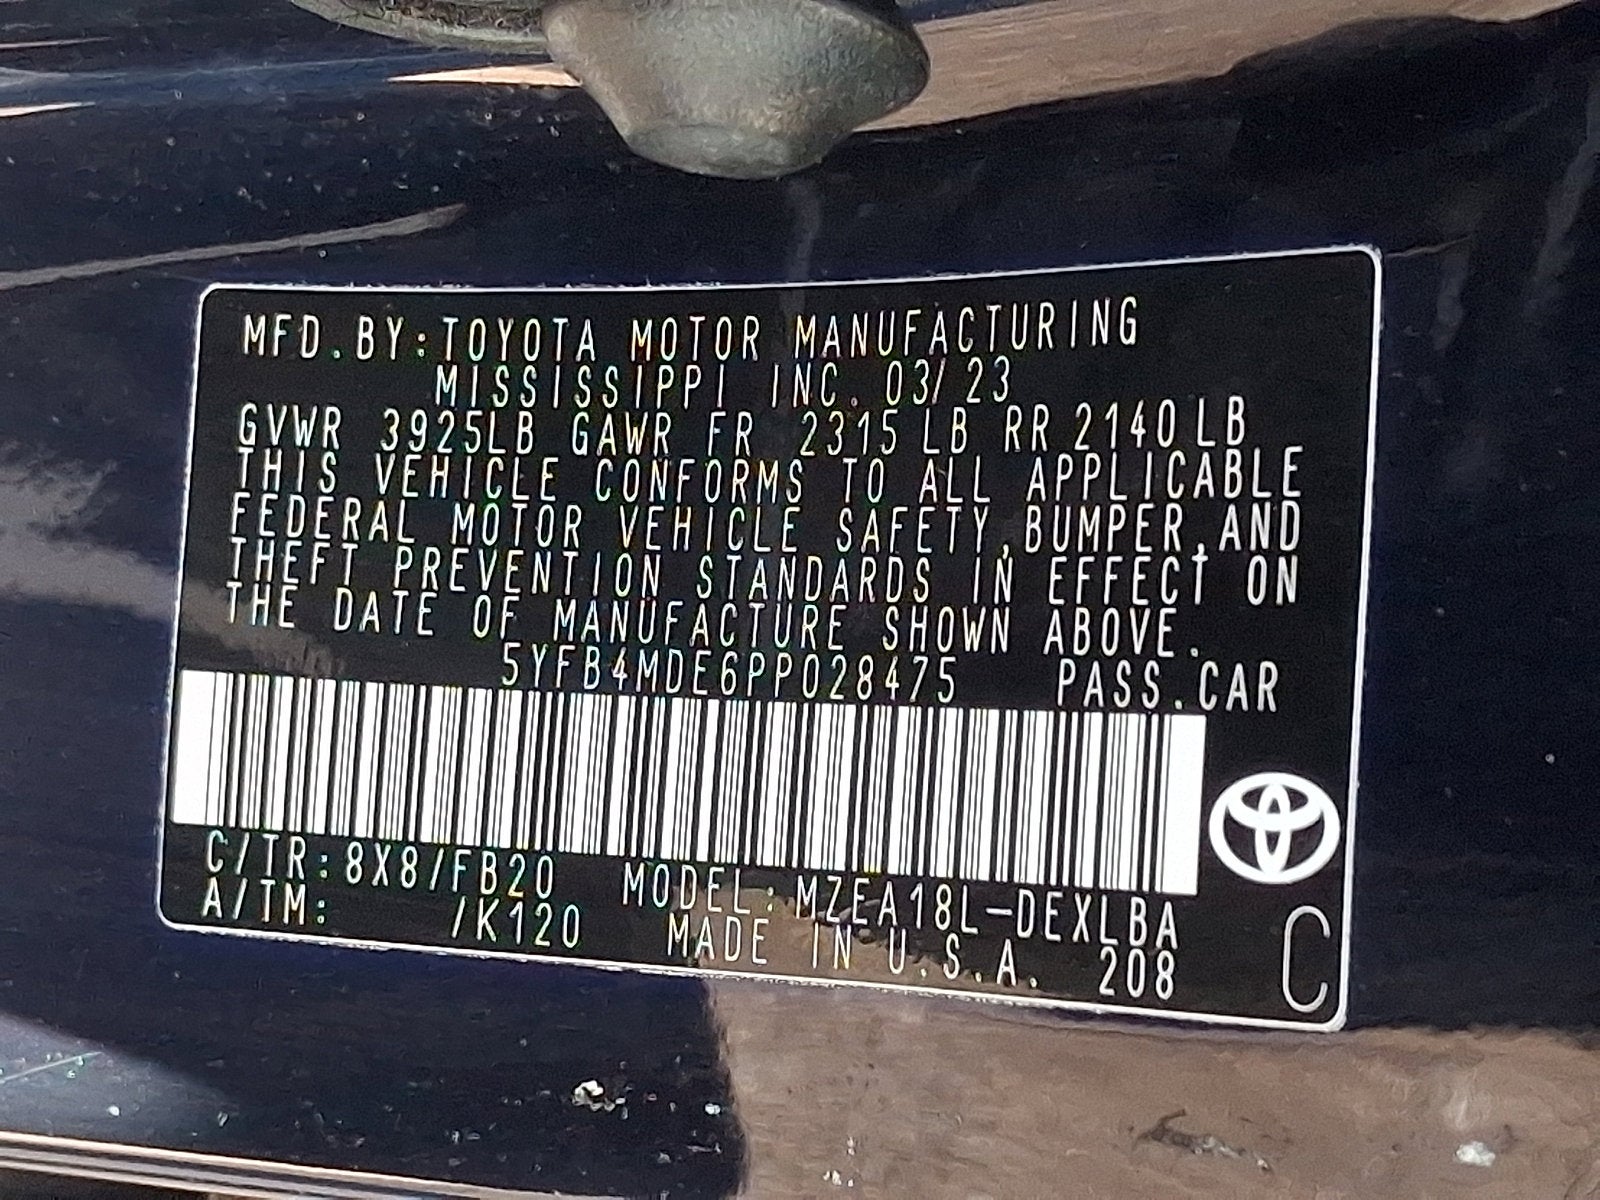 MFD.BY:TOYOTA MOTOR MANUFACTURING
MISSISSIPPI INC. 03/23
GVWR 3925LB GAWR FR 2315 LB RR 2140 LB
THIS VEHICLE CONFORMS TO ALL APPLICABLE
FEDERAL MOTOR VEHICLE SAFETY,BUMPER,AND
THEFT PREVENTION STANDARDS IN EFFECT ON
THE DATE OF MANUFACTURE SHOWN ABOVE.
5YFB4MDE6PP028475 PASS.CAR
C/TR:8X8/FB20 MODEL:MZEA18L-DEXLBA
A/TM: /K120 MADE IN U.S.A. 208
C